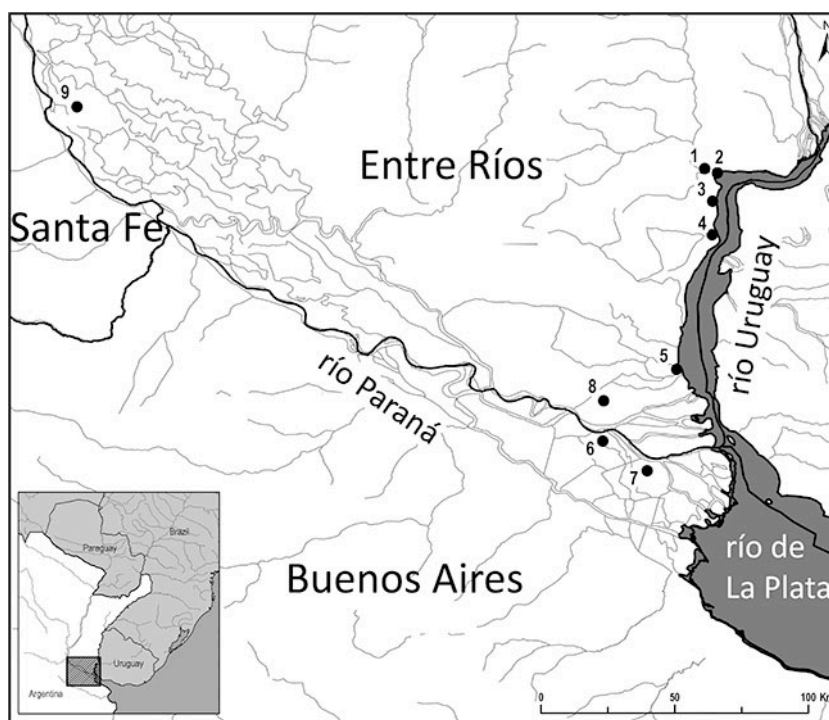 N
9
1
2
Entre Ríos
3
Santa Fe
4
río Uruguay
5
río Paraná
8
6
7
Brazil
Paraguay
río de
La Plata
Buenos Aires
Uruguay
Argentina
0
50
100